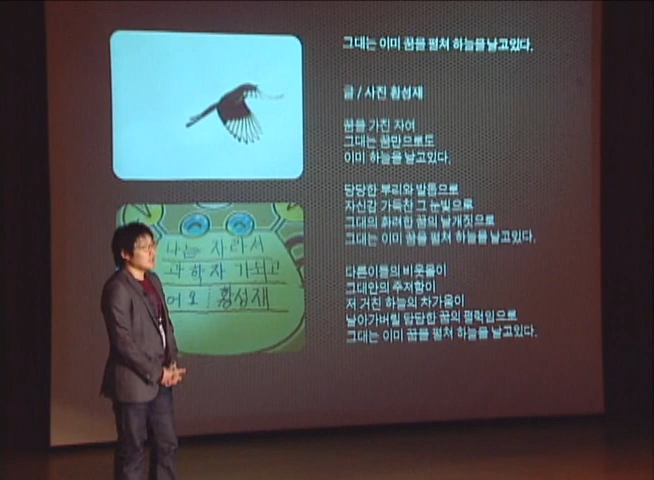 그대는 이미 꿈을 펼쳐 하늘을 날고있다.
글 / 사진 황성재
꿈을 가진 자여
그대는 꿈만으로도
이미 하늘을 날고있다.
당당한 부리와 발톱으로
자신감 가득찬 그 눈빛으로
그대의 화려한 꿈의 날개짓으로
그대는 이미 꿈을 펼쳐 하늘을 날고있다.
다른이들의 비웃음이
그대안의 주저함이
저 거친 하늘의 차가움이
날아가버릴 당당한 꿈의 펄럭임으로
그대는 이미 꿈을 펼쳐 하늘을 날고있다.
나는 자라서
과학자 가되고
어요! 황성재